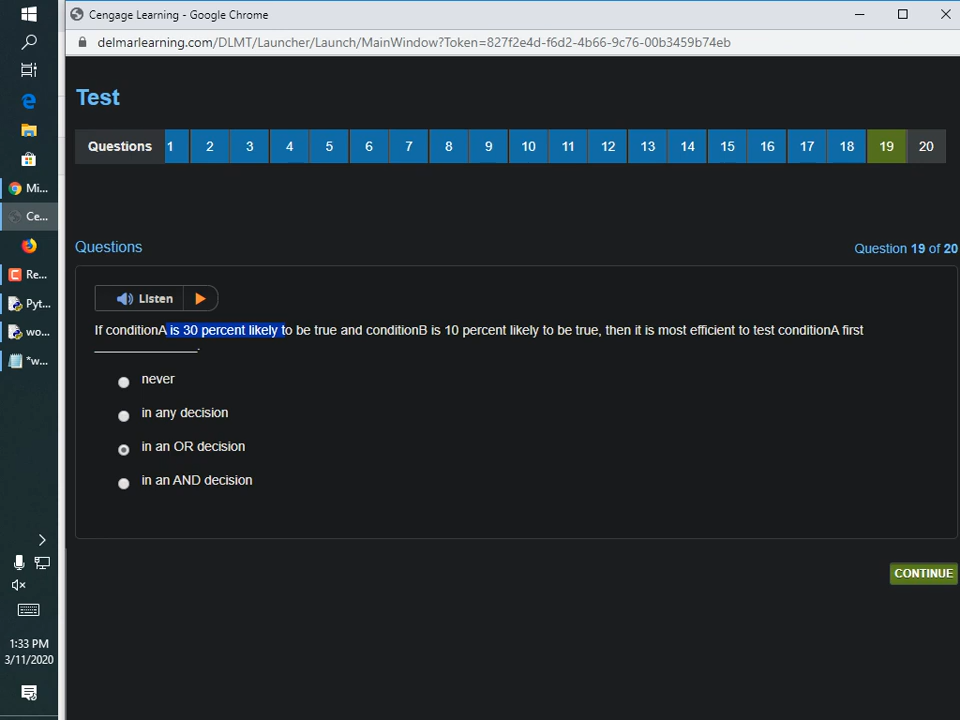 Cengage Learning - Google Chrome
delmarlearning.com/DLMT/Launcher/Launch/MainWindow?Token=827f2e4d-f6d2-4b66-9c76-00b3459b74eb
Test
Questions 1 2 3 4 5 6 7 8 9 10 11 12 13 14 15 16 17 18 19 20
Mi...
Ce...
Re...
Pyt...
wo...
*w...
Questions
Question 19 of 20
Listen
If conditionA is 30 percent likely to be true and conditionB is 10 percent likely to be true, then it is most efficient to test conditionA first
_________________.
never
in any decision
in an OR decision
in an AND decision
CONTINUE
1:33 PM
3/11/2020